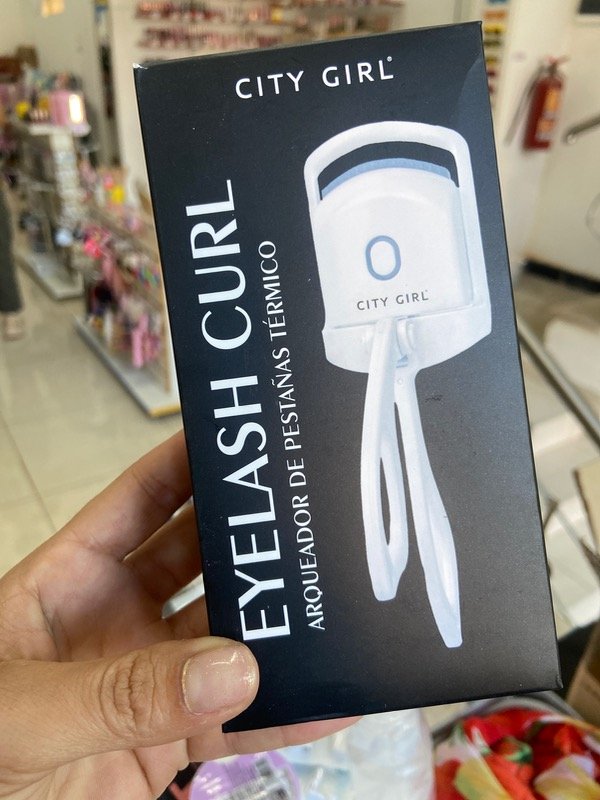 CITY GIRL®
EYELASH CURL
ARQUEADOR DE PESTAÑAS TÉRMICO
CITY GIRL®